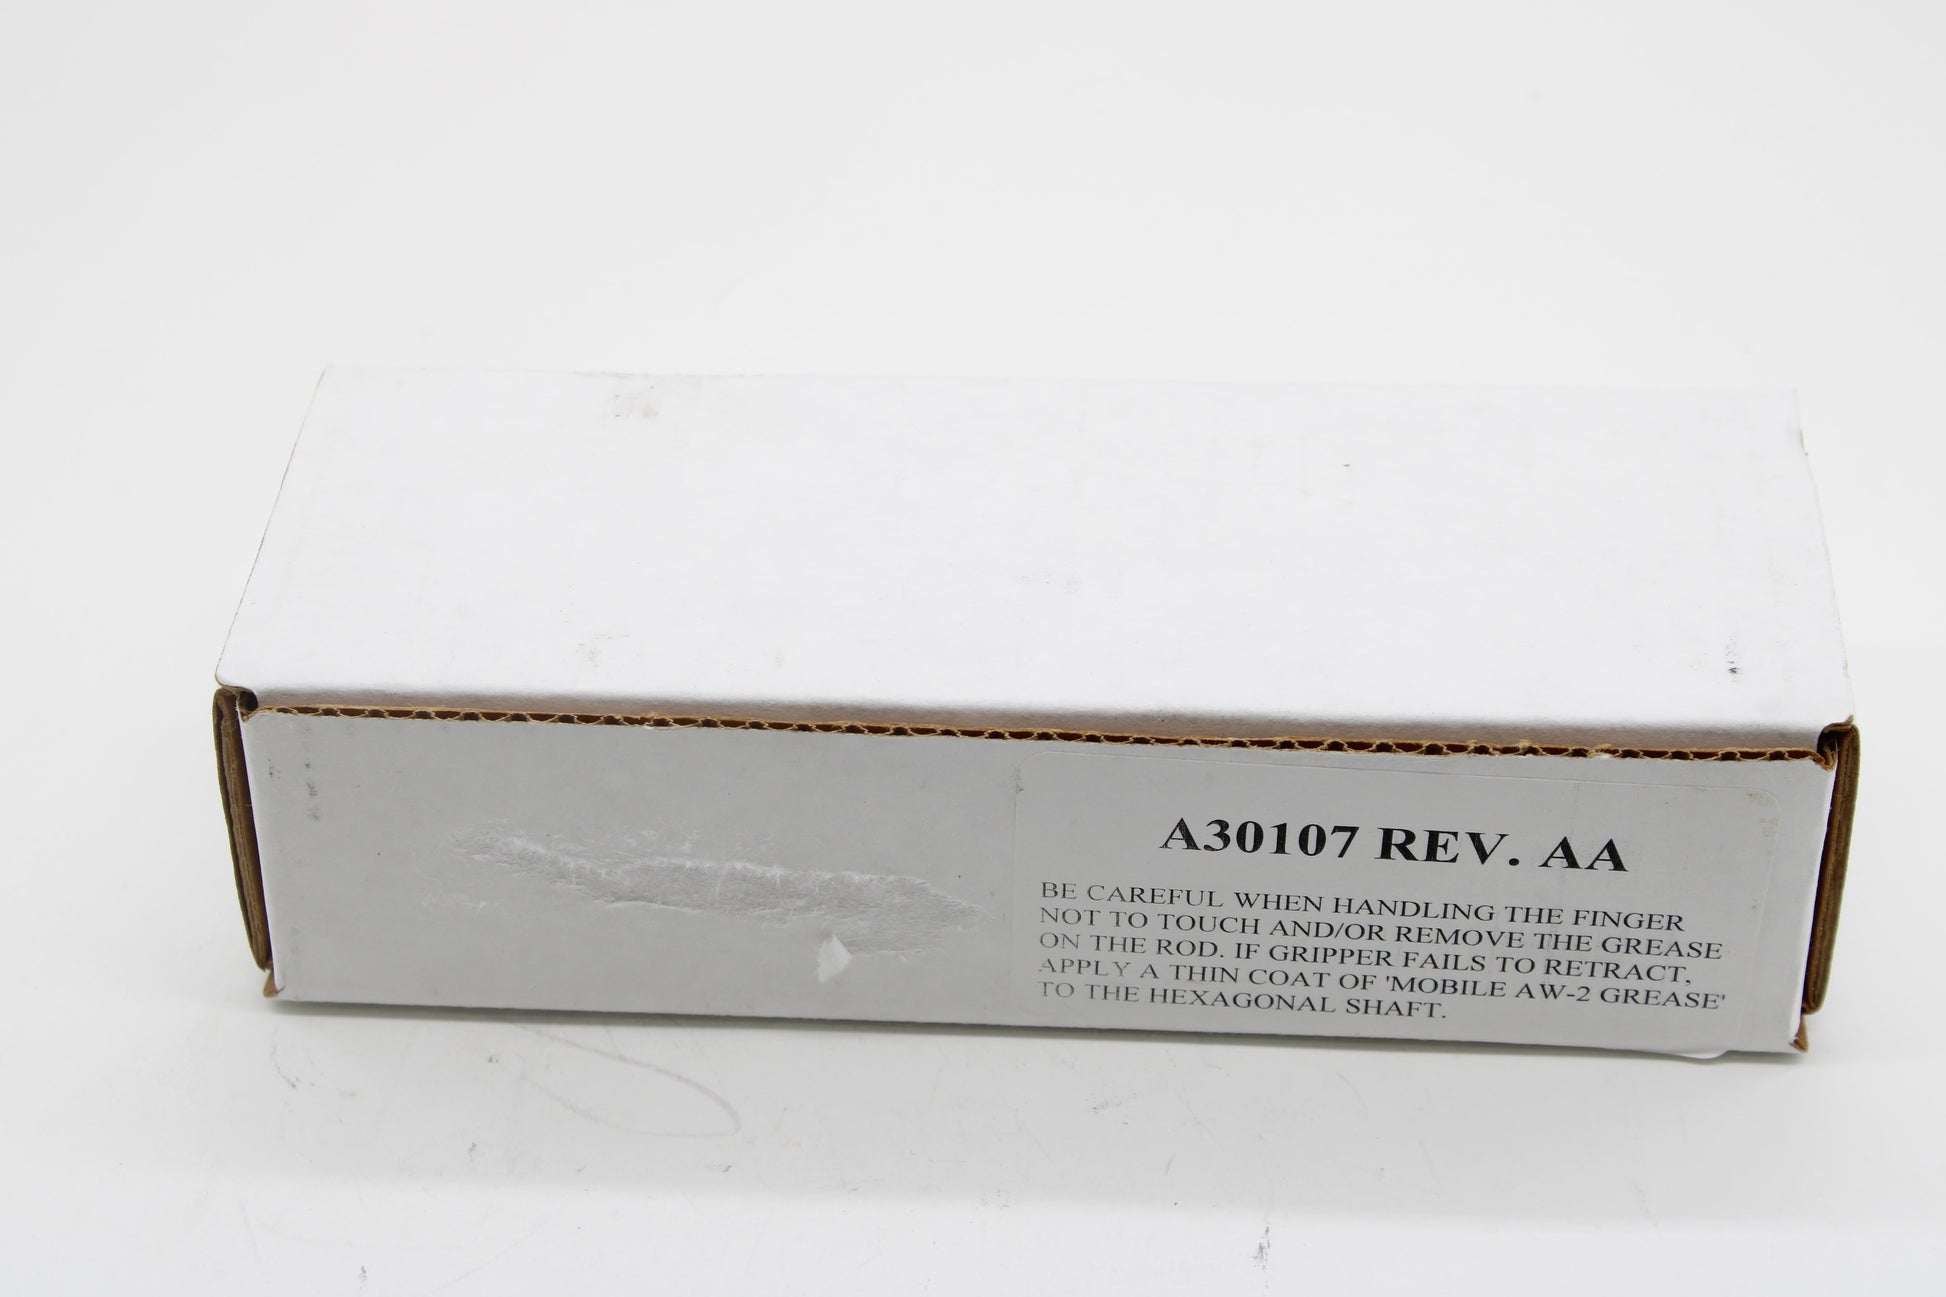 A30107 REV. AA
BE CAREFUL WHEN HANDLING THE FINGER
NOT TO TOUCH AND/OR REMOVE THE GREASE
ON THE ROD. IF GRIPPER FAILS TO RETRACT,
APPLY A THIN COAT OF 'MOBILE AW-2 GREASE'
TO THE HEXAGONAL SHAFT.